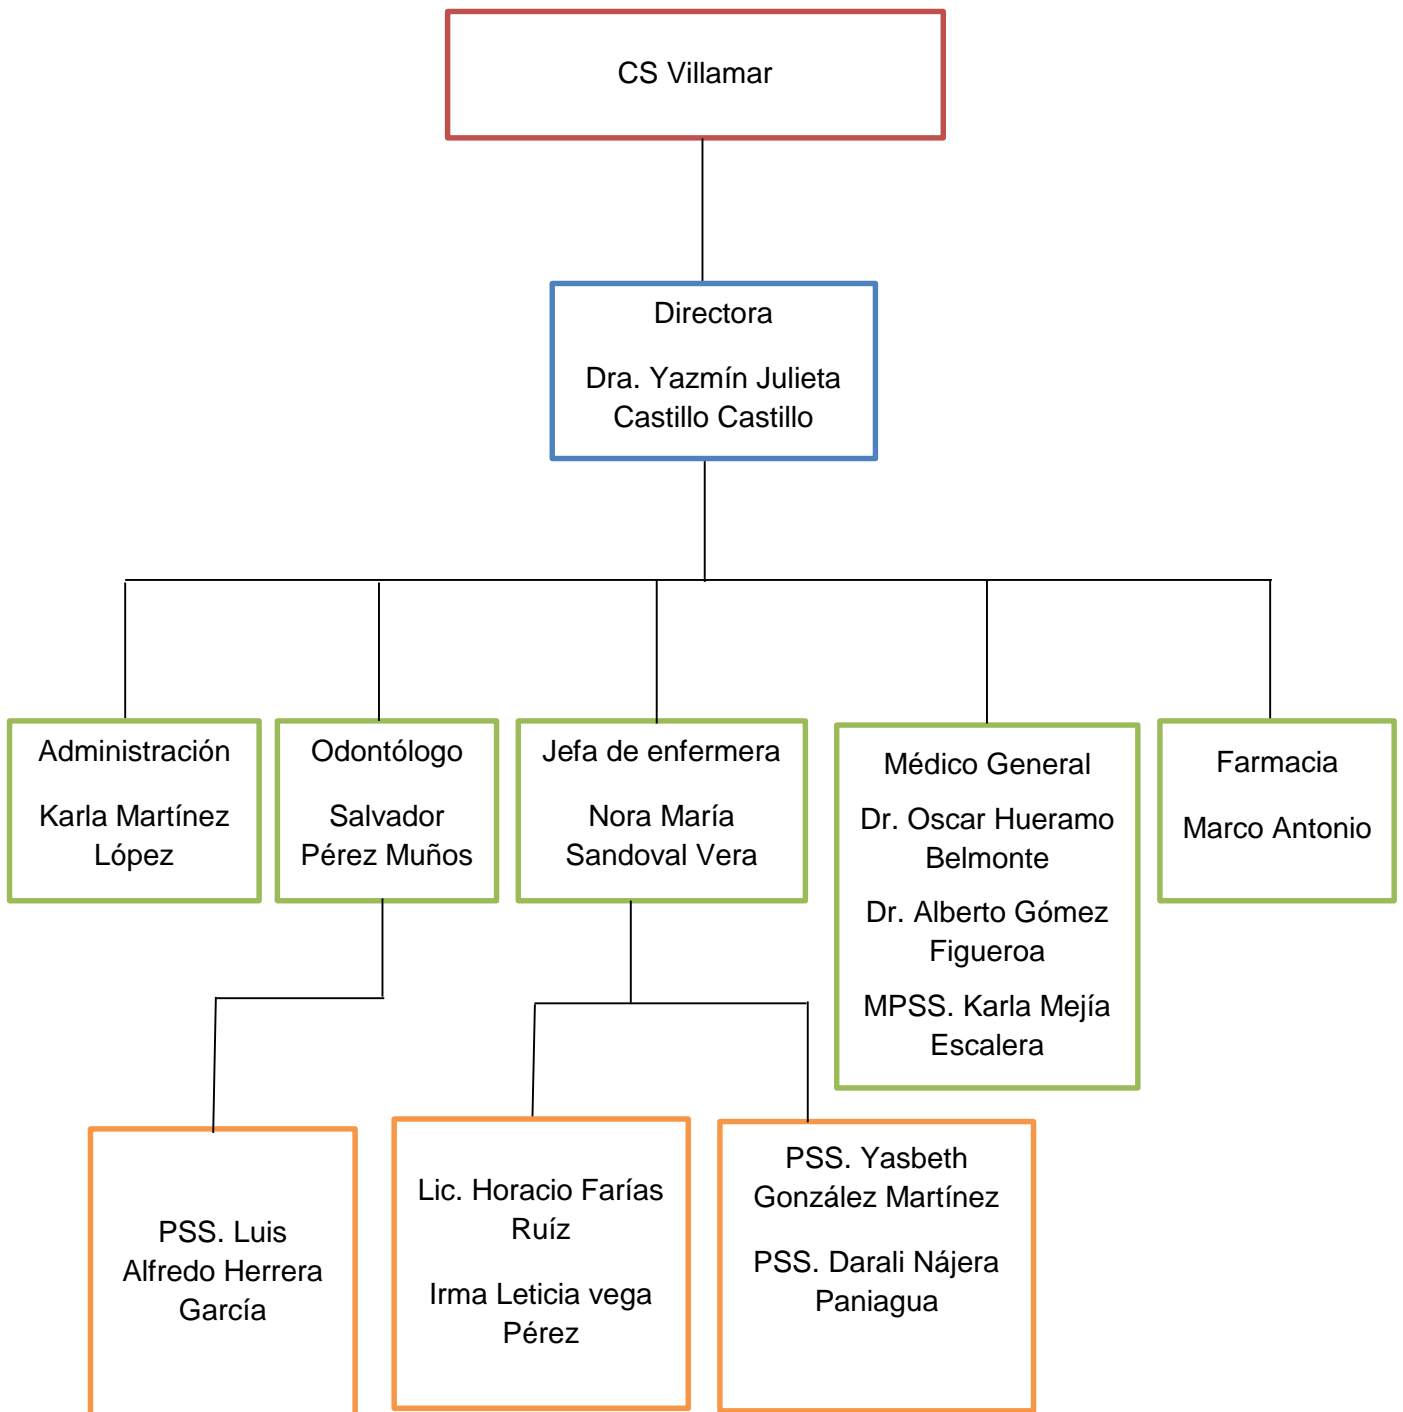 CS Villamar
Directora
Dra. Yazmín Julieta
Castillo Castillo
Administración
Karla Martínez
López
Odontólogo
Salvador
Pérez Muños
Jefa de enfermera
Nora María
Sandoval Vera
Médico General
Dr. Oscar Hueramo
Belmonte
Dr. Alberto Gómez
Figueroa
MPSS. Karla Mejía
Escalera
Farmacia
Marco Antonio
PSS. Luis
Alfredo Herrera
García
Lic. Horacio Farías
Ruíz
Irma Leticia vega
Pérez
PSS. Yasbeth
González Martínez
PSS. Darali Nájera
Paniagua